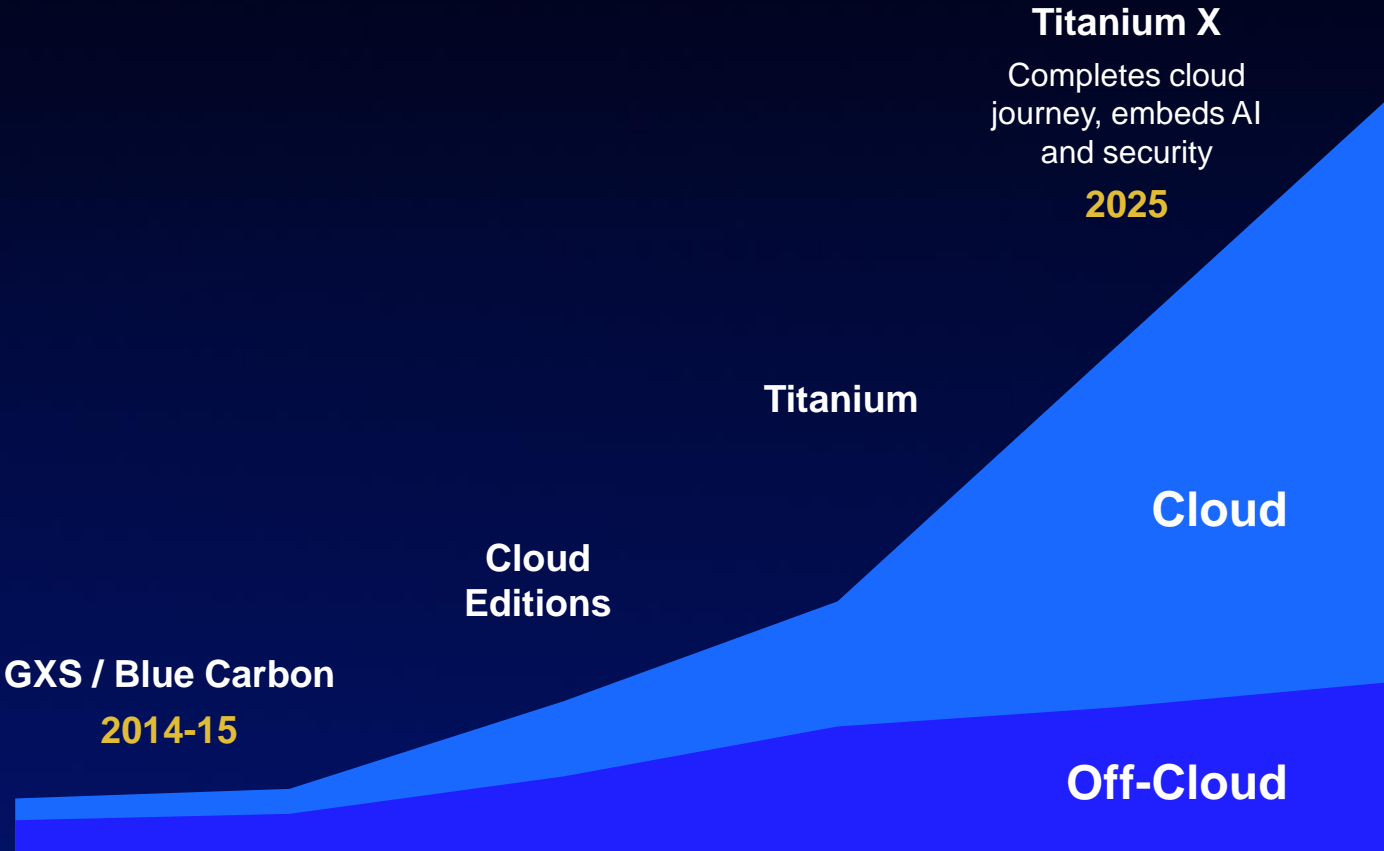 Titanium X
Completes cloud
journey, embeds AI
and security
2025
Titanium
Cloud
Cloud
Editions
GXS / Blue Carbon
2014-15
Off-Cloud